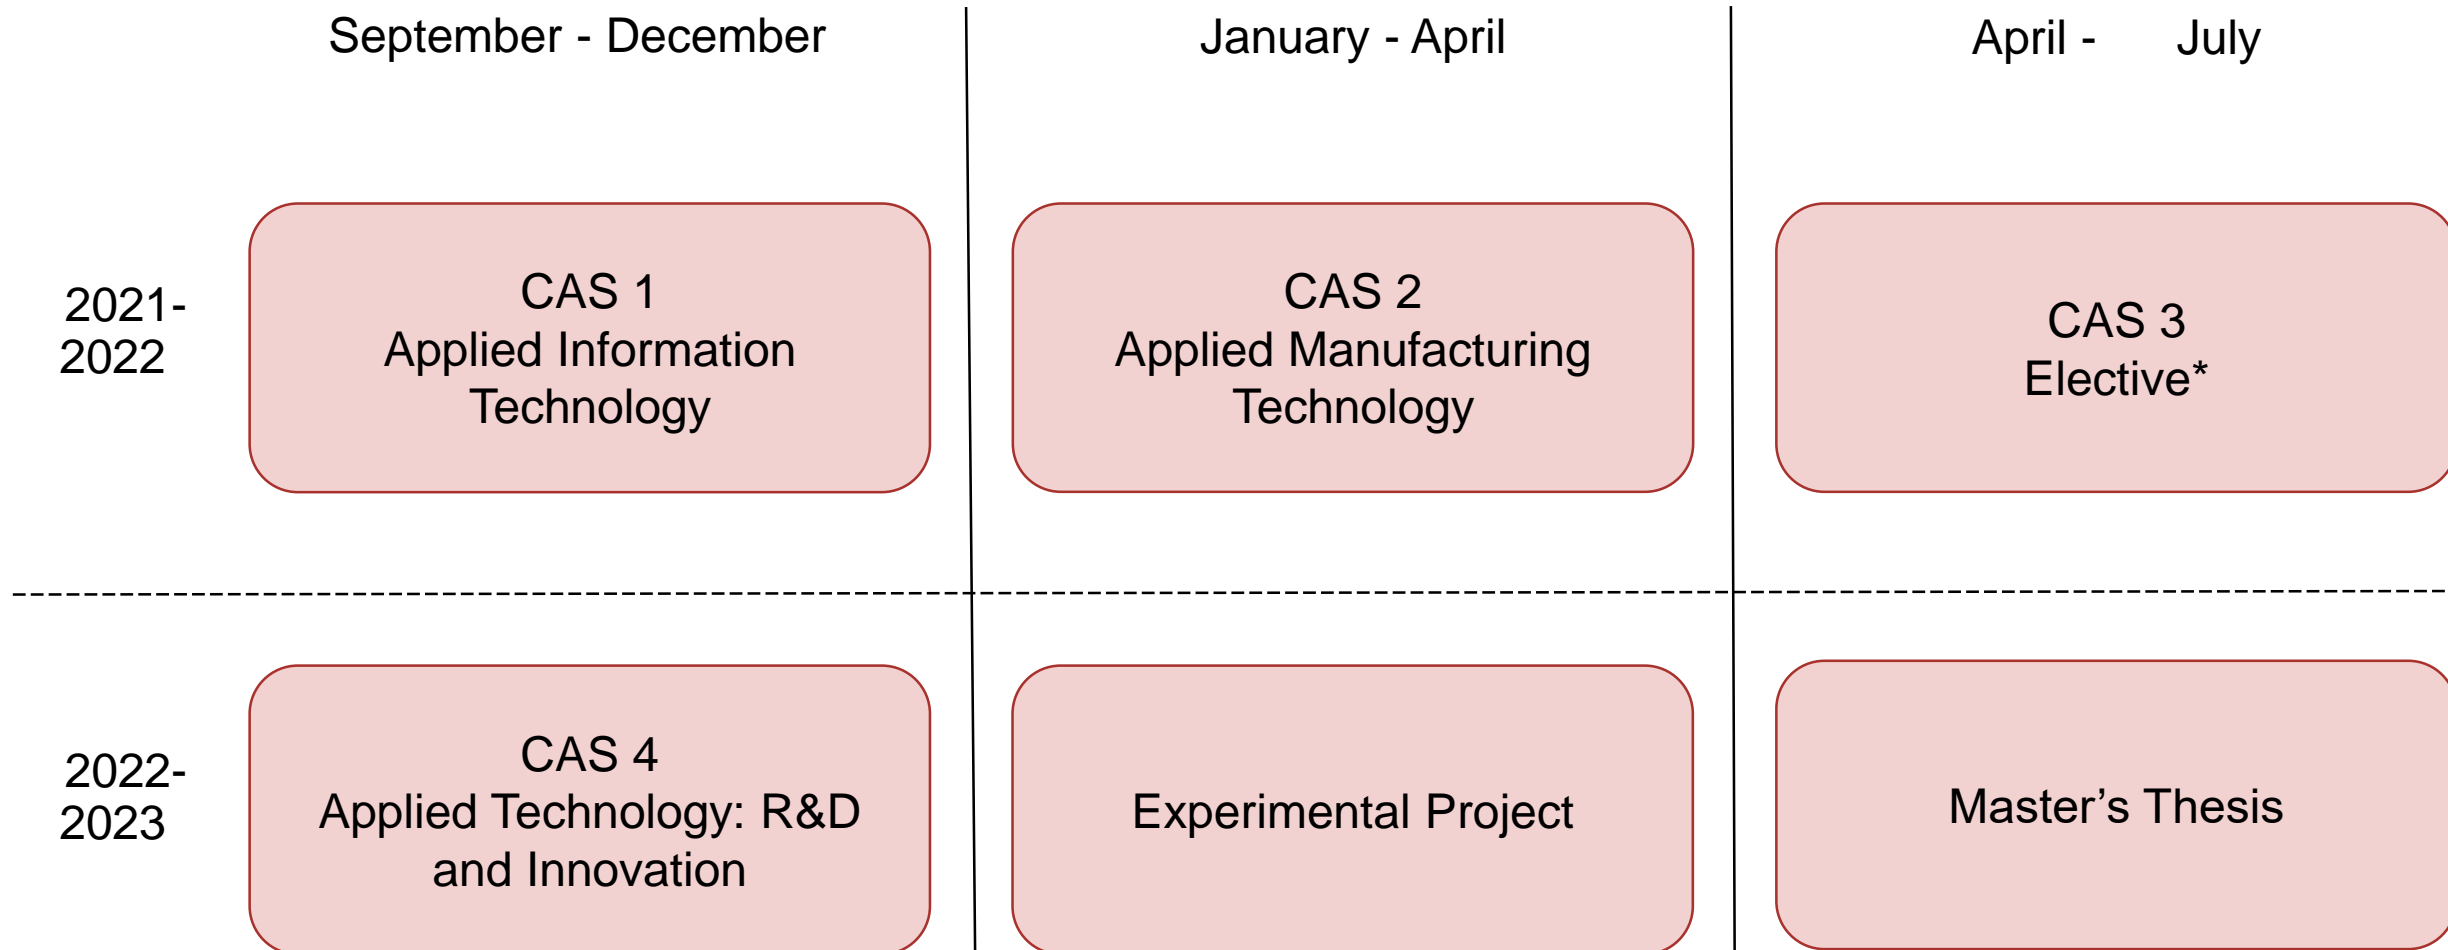 September - December
January - April
April - July
2021-
2022
CAS 1
Applied Information
Technology
CAS 2
Applied Manufacturing
Technology
CAS 3
Elective*
2022-
2023
CAS 4
Applied Technology: R&D
and Innovation
Experimental Project
Master’s Thesis